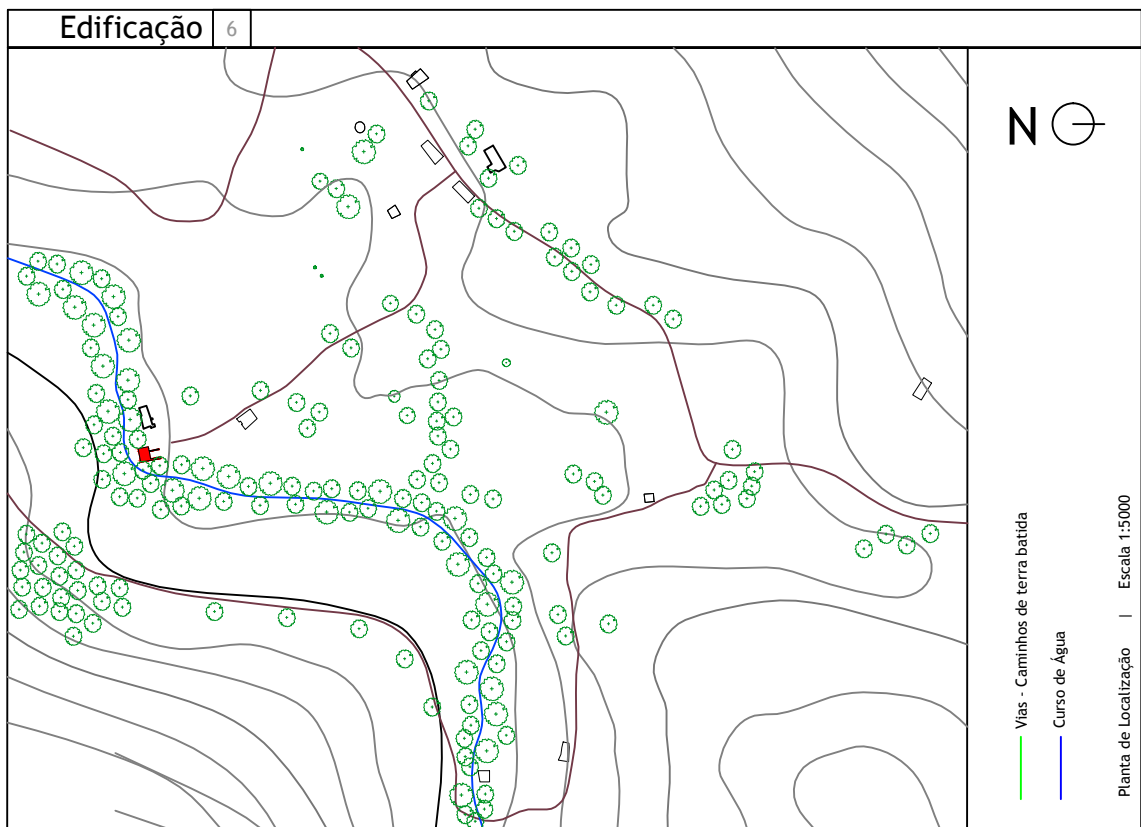 Edificação 6
N
Vias - Caminhos de terra batida
Curso de Água
Planta de Localização | Escala 1:5000